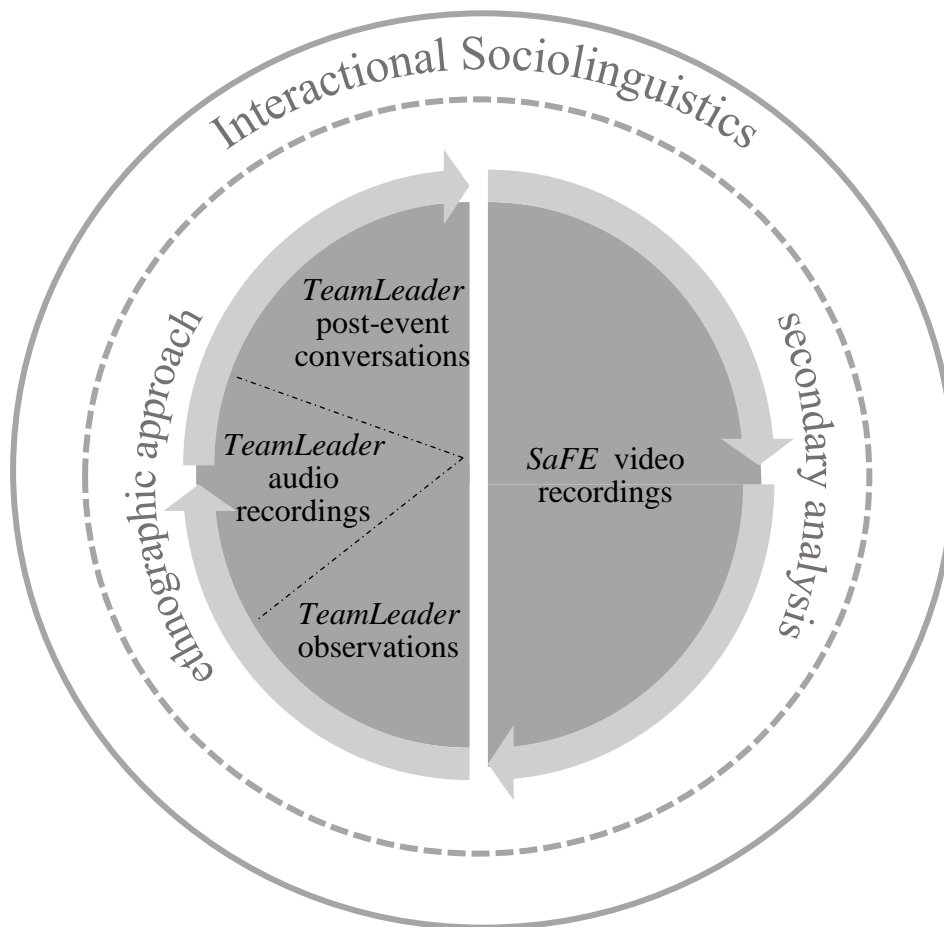 Interactional Sociolinguistics
ethnographic approach
TeamLeader
post-event
conversations
TeamLeader
audio
recordings
TeamLeader
observations
SaFE video
recordings
secondary analysis